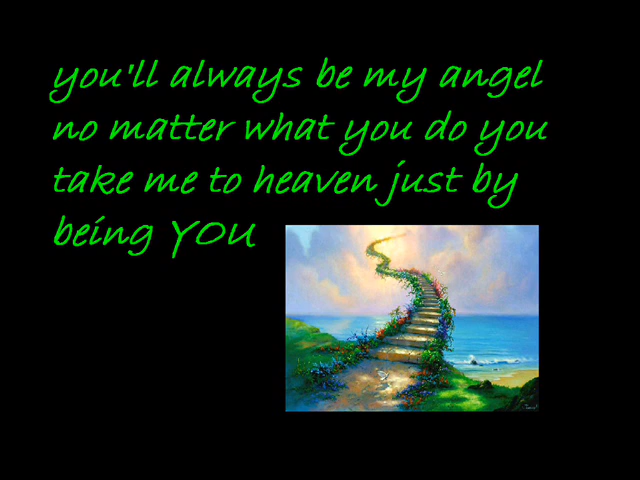 you'll always be my angel
no matter what you do you
take me to heaven just by
being YOU